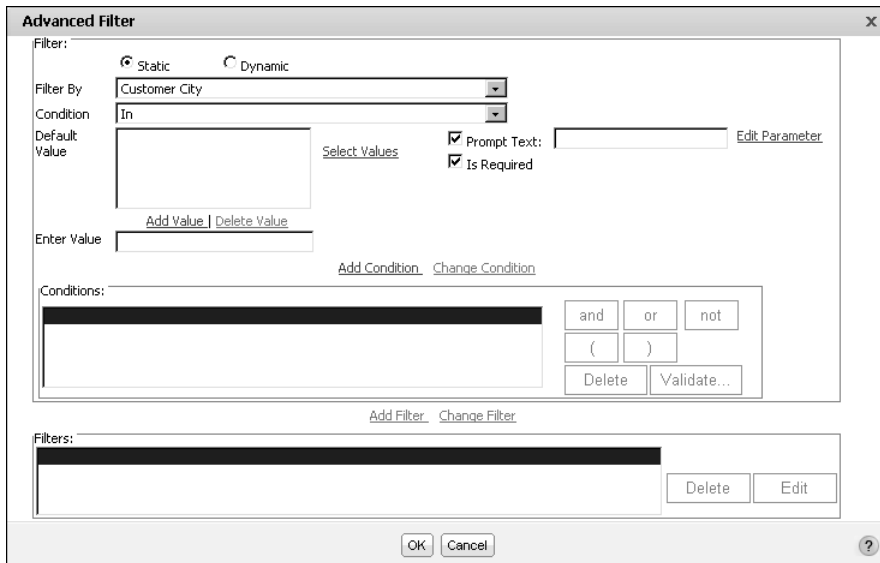 Advanced Filter x
Filter:
Static Dynamic
Filter By Customer City
Condition In
Default Value Select Values Prompt Text: Edit Parameter
Is Required
Add Value | Delete Value
Enter Value
Add Condition Change Condition
Conditions:
and or not
( )
Delete Validate...
Add Filter Change Filter
Filters:
Delete Edit
OK Cancel ?